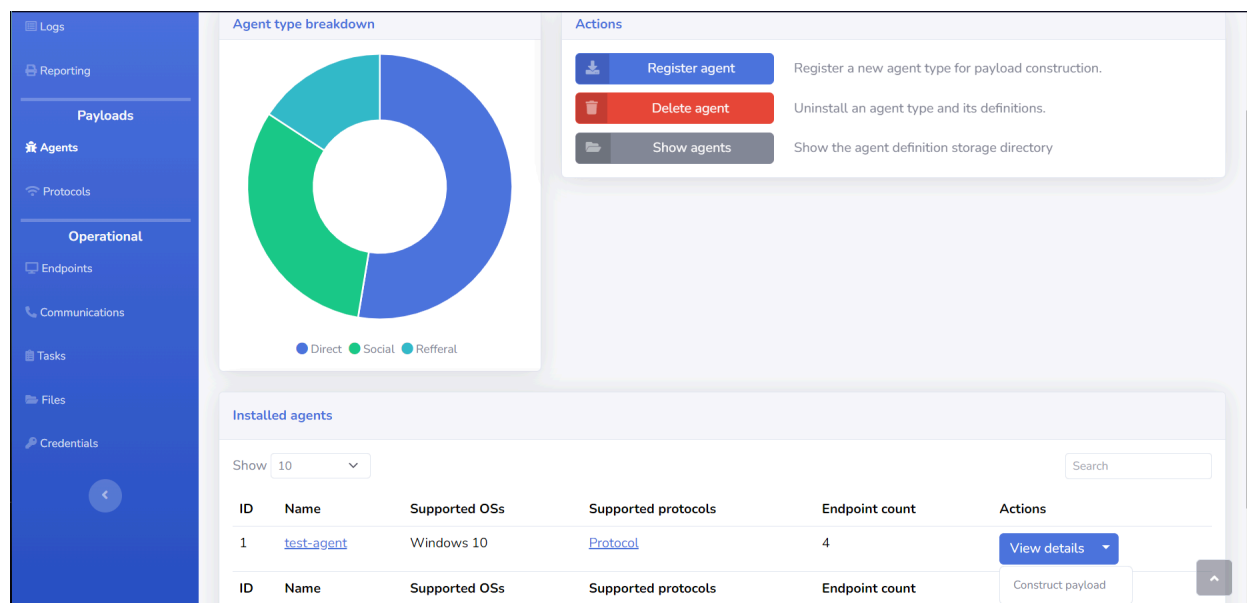 Logs
Reporting
Payloads
Agents
Protocols
Operational
Endpoints
Communications
Tasks
Files
Credentials
Agent type breakdown
Direct Social Refferal
Actions
Register agent Register a new agent type for payload construction.
Delete agent Uninstall an agent type and its definitions.
Show agents Show the agent definition storage directory
Installed agents
Show 10 Search
ID Name Supported OSs Supported protocols Endpoint count Actions
1 test-agent Windows 10 Protocol 4 View details
Construct payload
ID Name Supported OSs Supported protocols Endpoint count